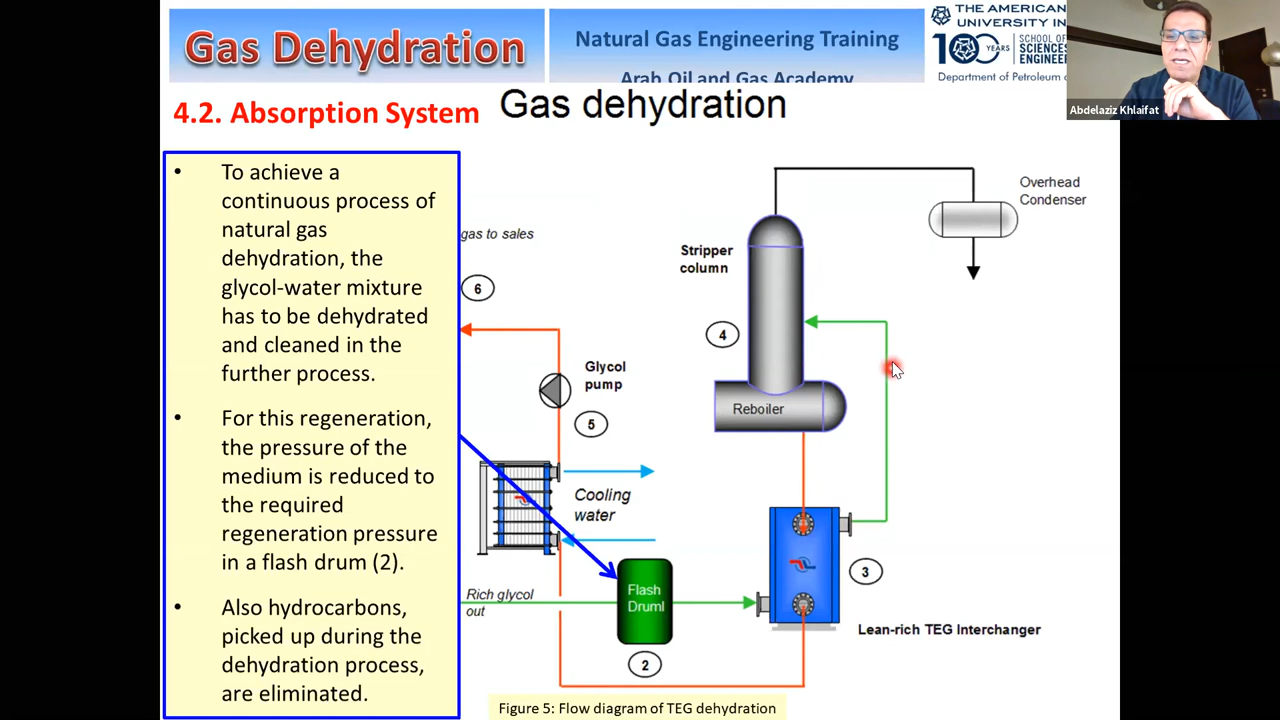 Gas Dehydration
Natural Gas Engineering Training
Arab Oil and Gas Academy
THE AMERICAN
UNIVERSITY IN
100 YEARS
SCHOOL OF
SCIENCES
ENGINEE
Department of Petroleum
Abdelaziz Khlaifat
4.2. Absorption System
Gas dehydration
• To achieve a
continuous process of
natural gas
dehydration, the
glycol-water mixture
has to be dehydrated
and cleaned in the
further process.
• For this regeneration,
the pressure of the
medium is reduced to
the required
regeneration pressure
in a flash drum (2).
• Also hydrocarbons,
picked up during the
dehydration process,
are eliminated.
gas to sales
6
Glycol
pump
5
Cooling
water
Rich glycol
out
Flash
Druml
2
Stripper
column
4
Reboiler
Overhead
Condenser
3
Lean-rich TEG Interchanger
Figure 5: Flow diagram of TEG dehydration